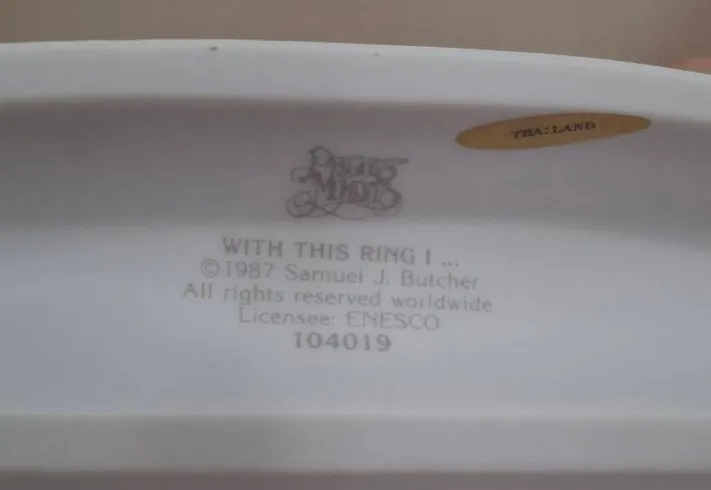 THAILAND
Precious Moments
WITH THIS RING I ...
©1987 Samuel J. Butcher
All rights reserved worldwide
Licensee: ENESCO
104019